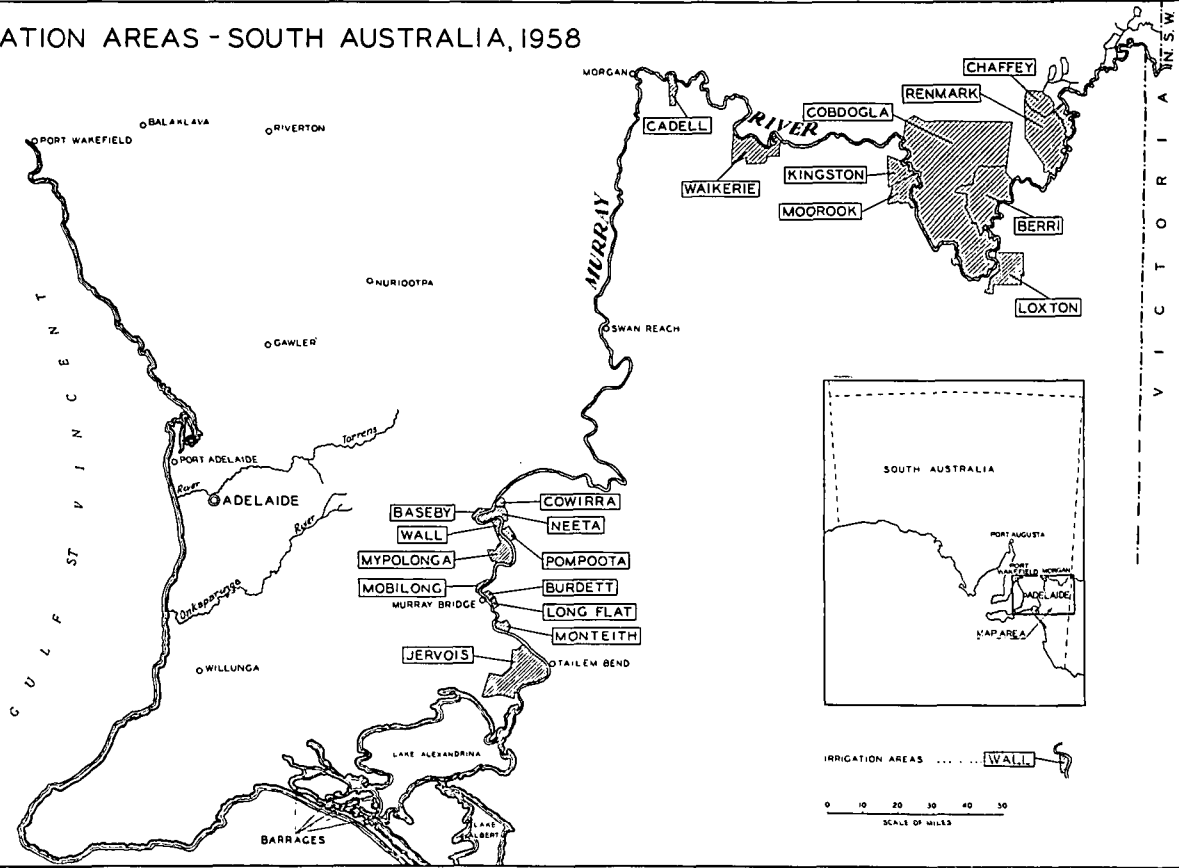 ATION AREAS - SOUTH AUSTRALIA, 1958
N.S.W.
VICTORIA
MORGAN
CADELL
RIVER
WAIKERIE
COBDOGLA
CHAFFEY
RENMARK
KINGSTON
MOOROOK
BERRI
LOXTON
PORT WAKEFIELD
BALAKLAVA
RIVERTON
MURRAY
NURIOOTPA
SWAN REACH
GAWLER
GULF ST VINCENT
PORT ADELAIDE
River Torrens
ADELAIDE
Onkaparinga River
WILLUNGA
COWIRRA
BASEBY
NEETA
WALL
POMPOOTA
MYPOLONGA
MOBILONG
BURDETT
MURRAY BRIDGE
LONG FLAT
MONTEITH
JERVOIS
TAILEM BEND
LAKE ALEXANDRINA
LAKE
ALBERT
BARRAGES
SOUTH AUSTRALIA
PORT AUGUSTA
PORT
WAKEFIELD
MORGAN
ADELAIDE
MAP AREA
IRRIGATION AREAS ...... WALL
0 10 20 30 40 50
SCALE OF MILES